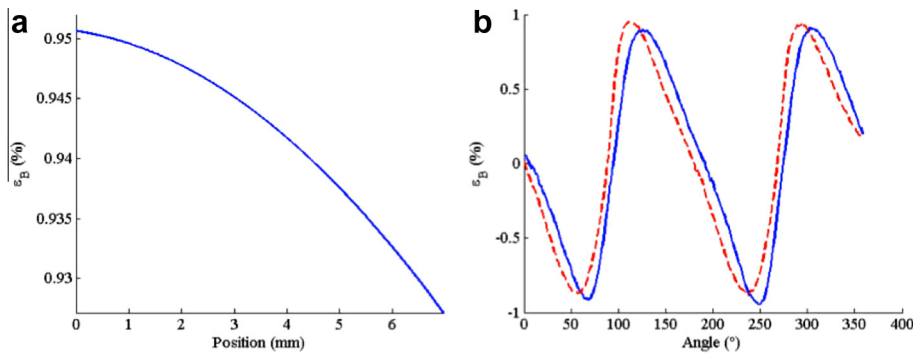 a
0.95
0.945
0.94
0.935
0.93
ε_B (%)
0 1 2 3 4 5 6
Position (mm)
b
1
0.5
0
-0.5
-1
ε_B (%)
0 50 100 150 200 250 300 350 400
Angle (°)